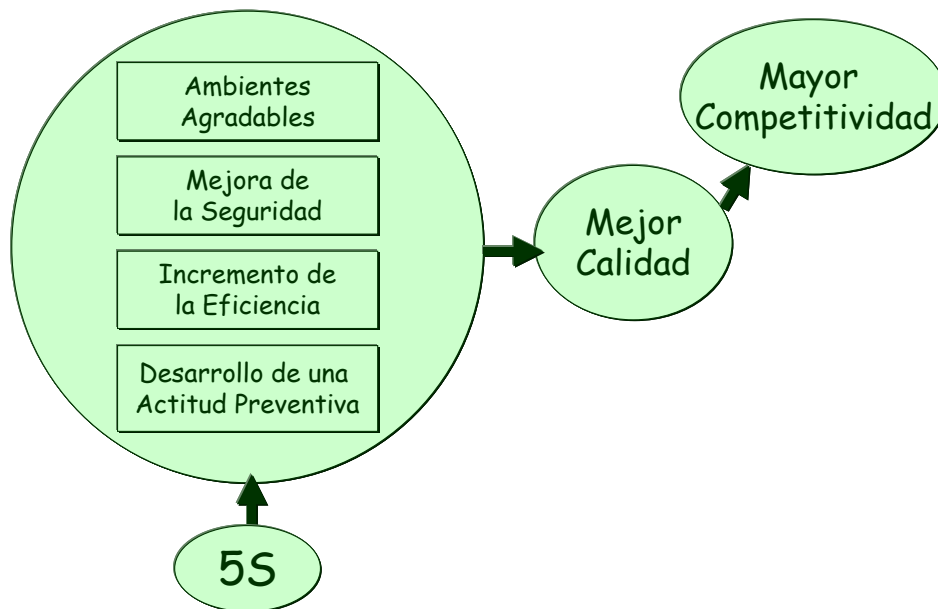 Ambientes
Agradables
Mejora de
la Seguridad
Incremento de
la Eficiencia
Desarrollo de una
Actitud Preventiva
5S
Mejor
Calidad
Mayor
Competitividad